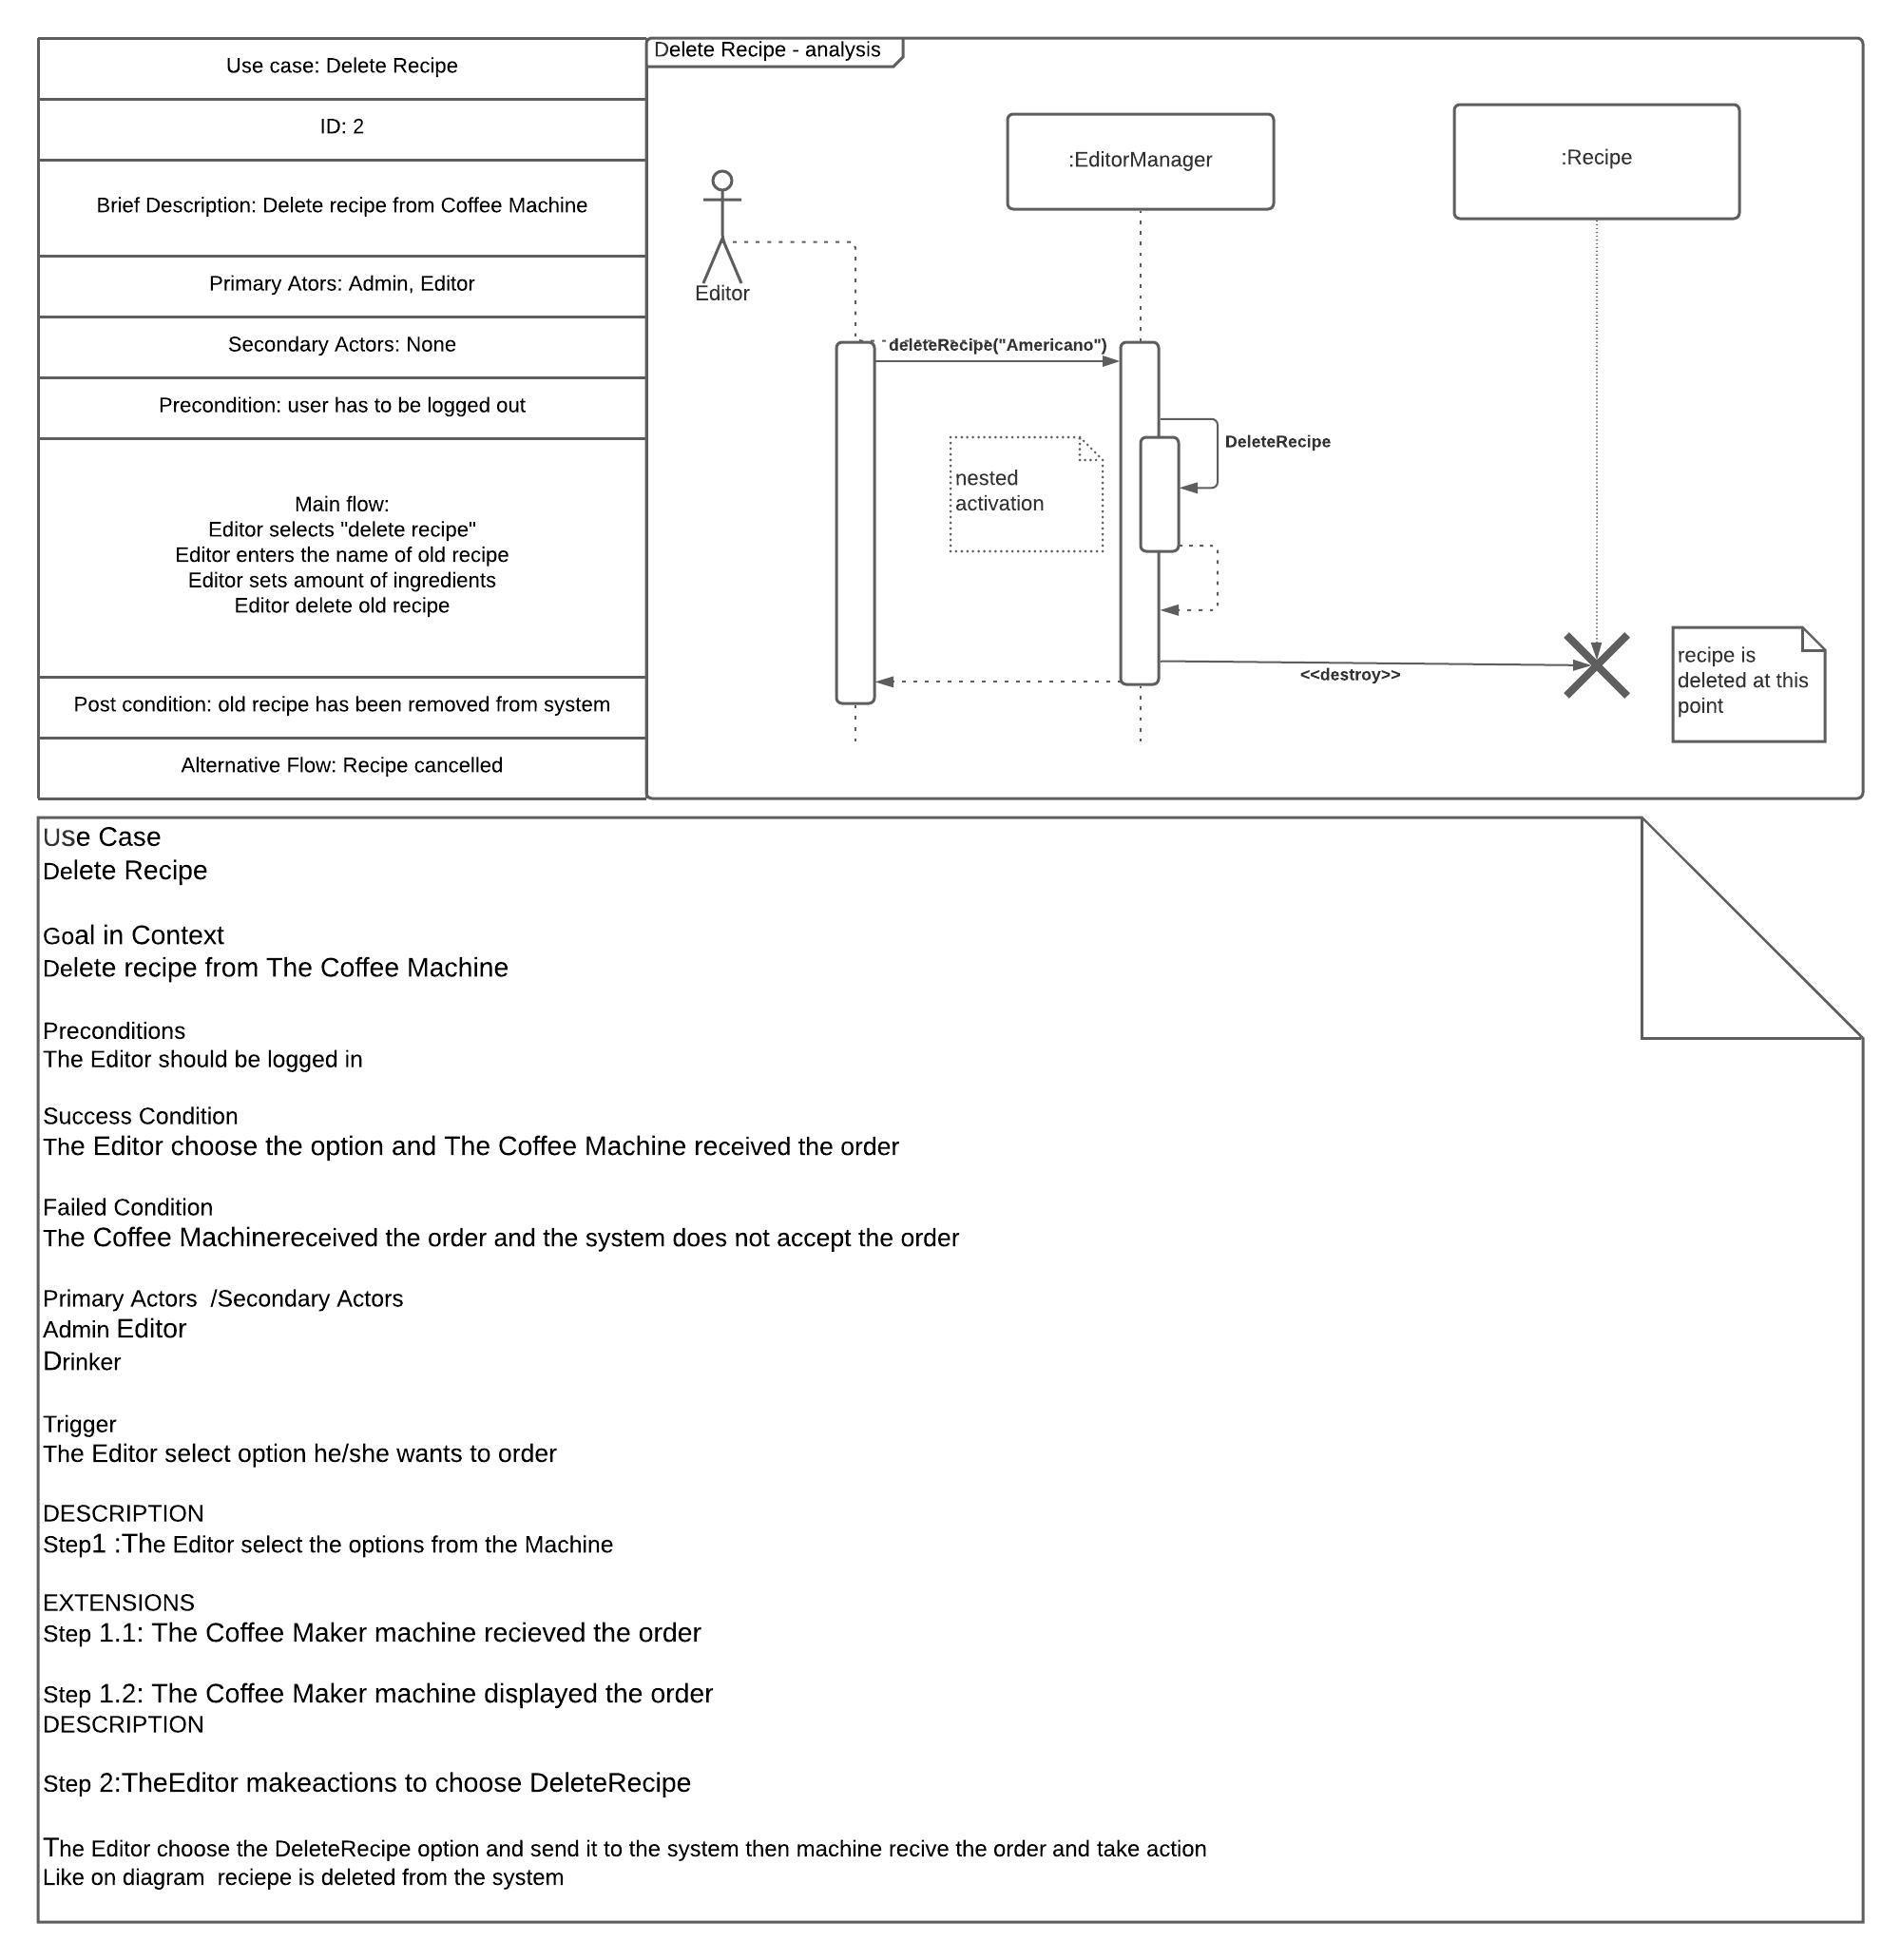 Use case: Delete Recipe
ID: 2
Brief Description: Delete recipe from Coffee Machine
Primary Ators: Admin, Editor
Secondary Actors: None
Precondition: user has to be logged out
Main flow:
Editor selects "delete recipe"
Editor enters the name of old recipe
Editor sets amount of ingredients
Editor delete old recipe
Post condition: old recipe has been removed from system
Alternative Flow: Recipe cancelled
Delete Recipe - analysis
:EditorManager
:Recipe
Editor
deleteRecipe("Americano")
DeleteRecipe
nested
activation
<<destroy>>
recipe is
deleted at this
point
Use Case
Delete Recipe
Goal in Context
Delete recipe from The Coffee Machine
Preconditions
The Editor should be logged in
Success Condition
The Editor choose the option and The Coffee Machine received the order
Failed Condition
The Coffee Machinereceived the order and the system does not accept the order
Primary Actors  /Secondary Actors
Admin Editor
Drinker
Trigger
The Editor select option he/she wants to order
DESCRIPTION
Step1 :The Editor select the options from the Machine
EXTENSIONS
Step 1.1: The Coffee Maker machine recieved the order
Step 1.2: The Coffee Maker machine displayed the order
DESCRIPTION
Step 2:TheEditor makeactions to choose DeleteRecipe
The Editor choose the DeleteRecipe option and send it to the system then machine recive the order and take action
Like on diagram  reciepe is deleted from the system